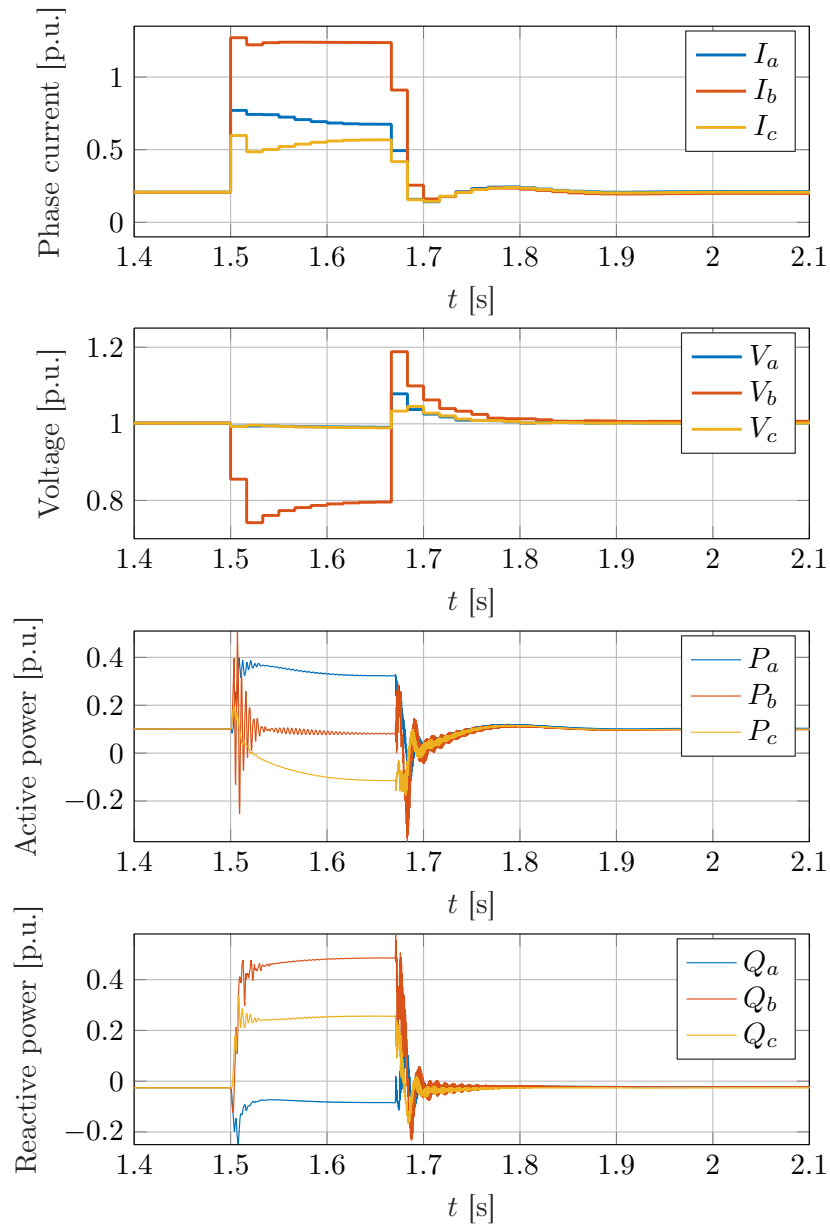 Phase current [p.u.]
1
0.5
0
I_a
I_b
I_c
1.4 1.5 1.6 1.7 1.8 1.9 2 2.1
t [s]
Voltage [p.u.]
1.2
1
0.8
V_a
V_b
V_c
1.4 1.5 1.6 1.7 1.8 1.9 2 2.1
t [s]
Active power [p.u.]
0.4
0.2
0
−0.2
P_a
P_b
P_c
1.4 1.5 1.6 1.7 1.8 1.9 2 2.1
t [s]
Reactive power [p.u.]
0.4
0.2
0
−0.2
Q_a
Q_b
Q_c
1.4 1.5 1.6 1.7 1.8 1.9 2 2.1
t [s]